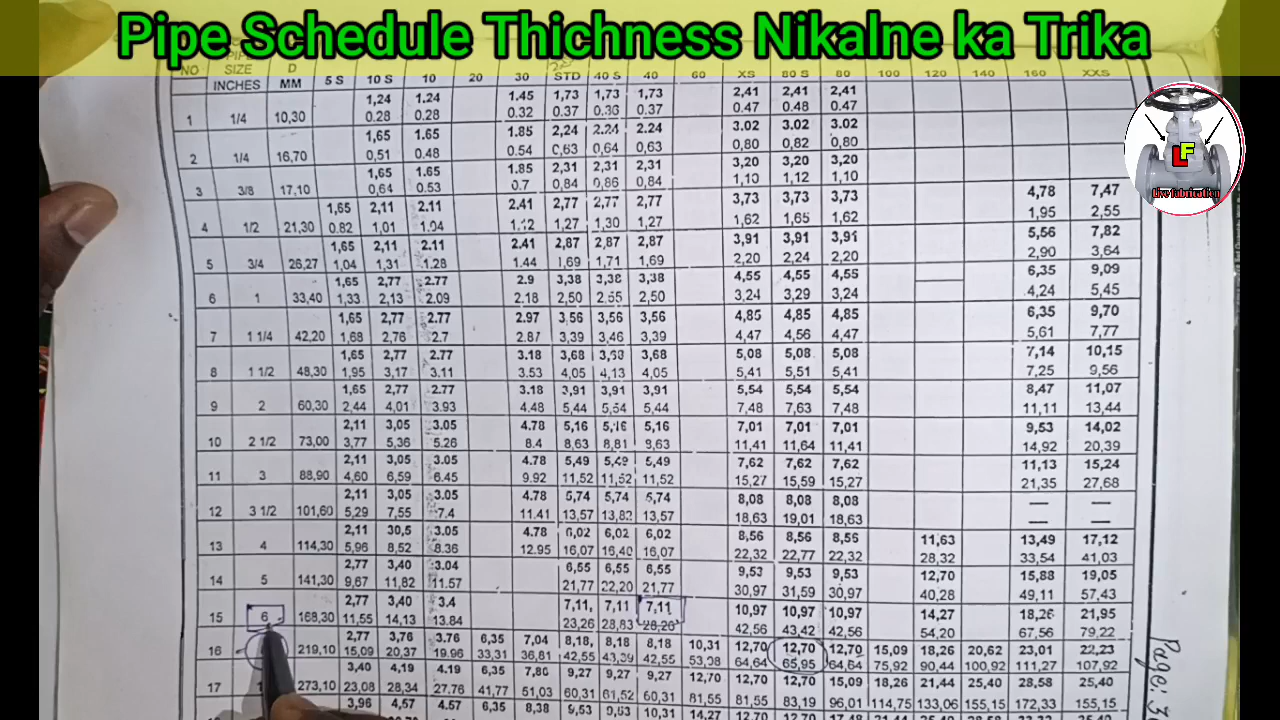 Pipe Schedule Thichness Nikalne ka Trika
NO SIZE INCHES D MM 5 S 10 S 10 20 30 STD 40 S 40 60 XS 80 S 80 100 120 140 160 XXS
1,24 1.24 1.45 1,73 1,73 1,73 2,41 2,41 2,41
1 1/4 10,30 0.28 0.28 0.32 0.37 0.36 0.37 0.47 0.48 0.47
1,65 1.65 1.85 2,24 2.24 2.24 3.02 3.02 3.02
2 1/4 16,70 0,51 0.48 0.54 0,63 0,64 0,63 0,80 0,82 0,80
1,65 1.65 1.85 2,31 2.31 2,31 3,20 3,20 3,20
3 3/8 17,10 0,64 0.53 0.7 0,84 0,86 0,84 1,10 1,12 1,10
1,65 2,11 2.11 2.41 2,77 2,77 2,77 3,73 3,73 3,73 4,78 7,47
4 1/2 21,30 0.82 1,01 1.04 1.12 1,27 1,30 1,27 1,62 1,65 1,62 1,95 2,55
1,65 2,11 2.11 2.41 2,87 2,87 2,87 3,91 3,91 3,91 5,56 7,82
5 3/4 26,27 1,04 1,31 1.28 1.44 1,69 1,71 1,69 2,20 2,24 2,20 2,90 3,64
1,65 2,77 2.77 2.9 3,38 3,38 3,38 4,55 4,55 4,55 6,35 9,09
6 1 33,40 1,33 2,13 2.09 2.18 2,50 2,55 2,50 3,24 3,29 3,24 4,24 5,45
1,65 2,77 2.77 2.97 3,56 3,56 3,56 4,85 4,85 4,85 6,35 9,70
7 1 1/4 42,20 1,68 2,76 2.7 2.87 3,39 3,46 3,39 4,47 4,56 4,47 5,61 7,77
1,65 2,77 2.77 3.18 3,68 3,68 5,08 5,08 5,08 7,14 10,15
8 1 1/2 48,30 1,95 3,17 3.11 3.53 4,05 4,13 4,05 5,41 5,51 5,41 7,25 9,56
1,65 2,77 2.77 3.18 3,91 3,91 3,91 5,54 5,54 5,54 8,47 11,07
9 2 60,30 2,44 4,01 3.93 4.48 5,44 5,54 5,44 7,48 7,63 7,48 11,11 13,44
2,11 3,05 3.05 4.78 5,16 5,16 5,16 7,01 7,01 7,01 9,53 14,02
10 2 1/2 73,00 3,77 5,36 5.26 8.4 8,63 8,81 8,63 11,41 11,64 11,41 14,92 20,39
2,11 3,05 3.05 4.78 5,49 5,49 5,49 7,62 7,62 7,62 11,13 15,24
11 3 88,90 4,60 6,59 6.45 9.92 11,52 11,52 11,52 15,27 15,59 15,27 21,35 27,68
2,11 3,05 3.05 4.78 5,74 5,74 5,74 8,08 8,08 8,08 —
12 3 1/2 101,60 5,29 7,55 7.4 11.41 13,57 13,82 13,57 18,63 19,01 18,63 —
2,11 30,5 3.05 4.78 6,02 6,02 6,02 8,56 8,56 8,56 11,63 13,49 17,12
13 4 114,30 5,96 8,52 8.36 12.95 16,07 16,40 16,07 22,32 22,77 22,32 28,32 33,54 41,03
2,77 3,40 3.04 6,55 6,55 6,55 9,53 9,53 9,53 12,70 15,88 19,05
14 5 141,30 9,67 11,82 11.57 21,77 22,20 21,77 30,97 31,59 30,97 40,28 49,11 57,43
2,77 3,40 3.4 7,11, 7,11 7,11 10,97 10,97 10,97 14,27 18,26 21,95
15 6 168,30 11,55 14,13 13.84 23,26 28,83 28,26 42,56 43,42 42,56 54,20 67,56 79,22
2,77 3,76 3.76 6,35 7,04 8,18, 8,18 8,18 10,31 12,70 12,70 12,70 15,09 18,26 20,62 23,01 22,23
16 219,10 15,09 20,37 19.96 33,31 36,81 42,55 43,39 42,55 53,08 64,64 65,95 64,64 75,92 90,44 100,92 111,27 107,92
3,40 4,19 4.19 6,35 7,80 9,27 9,27 9,27 12,70 12,70 12,70 15,09 18,26 21,44 25,40 28,58 25,40
17 273,10 23,08 28,34 27.76 41,77 51,03 60,31 61,52 60,31 81,55 81,55 83,19 96,01 114,75 133,06 155,15 172,33 155,15
3,96 4,57 4.57 6,35 8,38 9,53 9,53 10,31 14,27 12,70 12,70
LF
Live fabrication
Page: 3